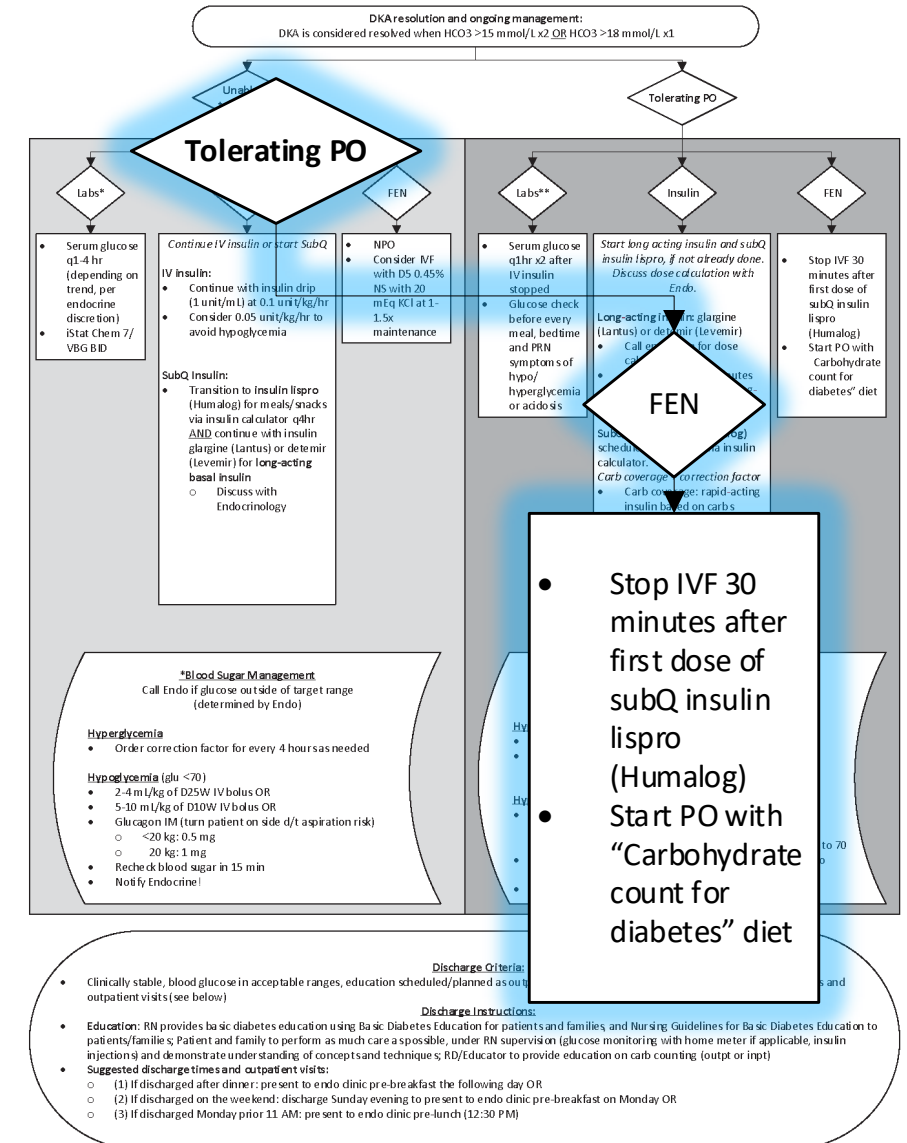 DKA resolution and ongoing management:
DKA is considered resolved when HCO3 >15 mmol/L x2 OR HCO3 >18 mmol/L x1
Tolerating PO
Tolerating PO
Labs*
FEN
• Serum glucose
q1-4 hr
(depending on
trend, per
endocrine
discretion)
• iStat Chem 7/
VBG BID
Continue IV insulin or start SubQ
IV insulin:
• Continue with insulin drip
(1 unit/mL) at 0.1 unit/kg/hr
• Consider 0.05 unit/kg/hr to
avoid hypoglycemia
SubQ Insulin:
• Transition to insulin lispro
(Humalog) for meals/snacks
via insulin calculator q4hr
AND continue with insulin
glargine (Lantus) or detemir
(Levemir) for long-acting
basal insulin
○ Discuss with
Endocrinology
• NPO
• Consider IVF
with D5 0.45%
NS with 20
mEq KCl at 1-
1.5x
maintenance
Labs**
Insulin
FEN
• Serum glucose
q1hr x2 after
IV insulin
stopped
• Glucose check
before every
meal, bedtime
and PRN
symptoms of
hypo/
hyperglycemia
or acidosis
Start long acting insulin and subQ
insulin lispro, if not already done.
Discuss dose calculation with
Endo.
Long-acting insulin: glargine
(Lantus) or detemir (Levemir)
• Call for dose
insulin
calculator.
Carb coverage correction factor
• Carb coverage: rapid-acting
insulin based on carbs
• Stop IVF 30
minutes after
first dose of
subQ insulin
lispro
(Humalog)
• Start PO with
Carbohydrate
count for
diabetes” diet
FEN
• Stop IVF 30
minutes after
first dose of
subQ insulin
lispro
(Humalog)
• Start PO with
“Carbohydrate
count for
diabetes” diet
*Blood Sugar Management
Call Endo if glucose outside of target range
(determined by Endo)
Hyperglycemia
• Order correction factor for every 4 hours as needed
Hypoglycemia (glu <70)
• 2-4 mL/kg of D25W IV bolus OR
• 5-10 mL/kg of D10W IV bolus OR
• Glucagon IM (turn patient on side d/t aspiration risk)
○ <20 kg: 0.5 mg
○ 20 kg: 1 mg
• Recheck blood sugar in 15 min
• Notify Endocrine!
to 70
Discharge Criteria:
• Clinically stable, blood glucose in acceptable ranges, education scheduled/planned as and
outpatient visits (see below)
Discharge Instructions:
• Education: RN provides basic diabetes education using Basic Diabetes Education for patients and families, and Nursing Guidelines for Basic Diabetes Education to
patients/families; Patient and family to perform as much care a spossible, under RN supervision (glucose monitoring with home meter if applicable, insulin
injections) and demonstrate understanding of concepts and techniques; RD/Educator to provide education on carb counting (outpt or inpt)
• Suggested discharge times and outpatient visits:
○ (1) If discharged after dinner: present to endo clinic pre-breakfast the following day OR
○ (2) If discharged on the weekend: discharge Sunday evening to present to endo clinic pre-breakfast on Monday OR
○ (3) If discharged Monday prior 11 AM: present to endo clinic pre-lunch (12:30 PM)